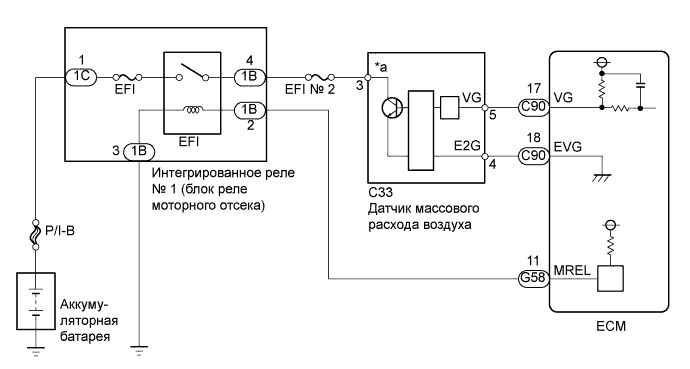 1
1C
EFI
4
1B
EFI
1B
2
3
1B
Интегрированное реле
№ 1 (блок реле
моторного отсека)
EFI № 2
*a
3
VG
5
E2G
4
C33
Датчик массового
расхода воздуха
17
C90
VG
18
C90
EVG
11
G58
MREL
ECM
P/I-B
Аккуму-
ляторная
батарея